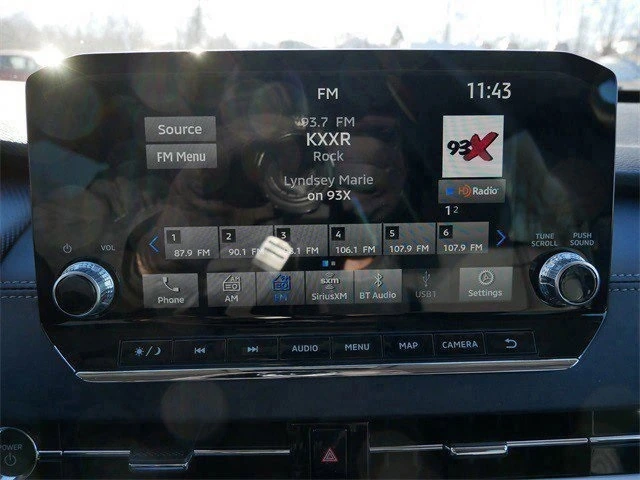 FM
11:43
93.7 FM
KXXR
Rock
Lyndsey Marie
on 93X
Source
FM Menu
93X
HD Radio
1 2
1 2 3 4 5 6
87.9 FM 90.1 FM FM 106.1 FM 107.9 FM 107.9 FM
VOL
TUNE SCROLL
PUSH SOUND
Phone AM FM sxm SiriusXM BT Audio USB1 Settings
AUDIO MENU MAP CAMERA
POWER